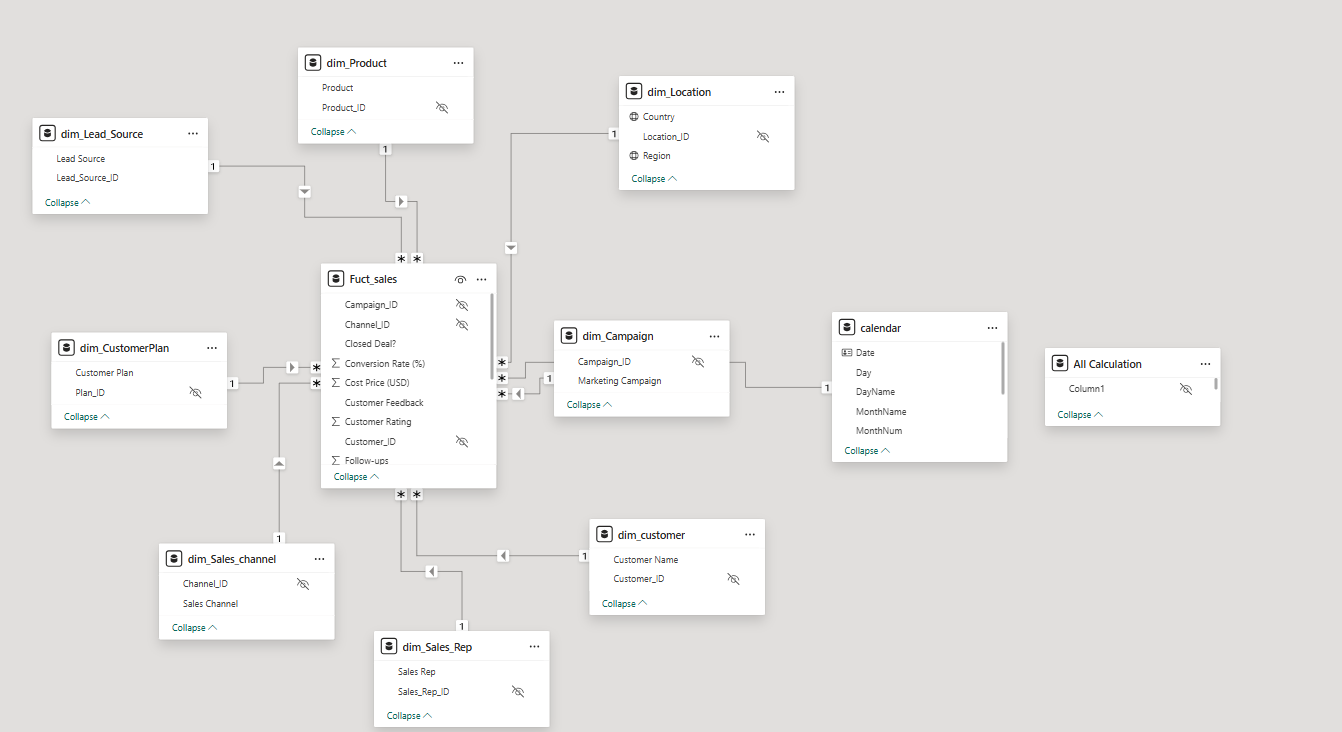 dim_Product
Product
Product_ID
Collapse
dim_Location
Country
Location_ID
Region
Collapse
dim_Lead_Source
Lead Source
Lead_Source_ID
Collapse
1
1
1
Fuct_sales
Campaign_ID
Channel_ID
Closed Deal?
Conversion Rate (%)
Cost Price (USD)
Customer Feedback
Customer Rating
Customer_ID
Follow-ups
Collapse
dim_CustomerPlan
Customer Plan
Plan_ID
Collapse
1
dim_Campaign
Campaign_ID
Marketing Campaign
Collapse
1
calendar
Date
Day
DayName
MonthName
MonthNum
Collapse
1
All Calculation
Column1
Collapse
dim_Sales_channel
Channel_ID
Sales Channel
Collapse
1
dim_customer
Customer Name
Customer_ID
Collapse
1
dim_Sales_Rep
Sales Rep
Sales_Rep_ID
Collapse
1